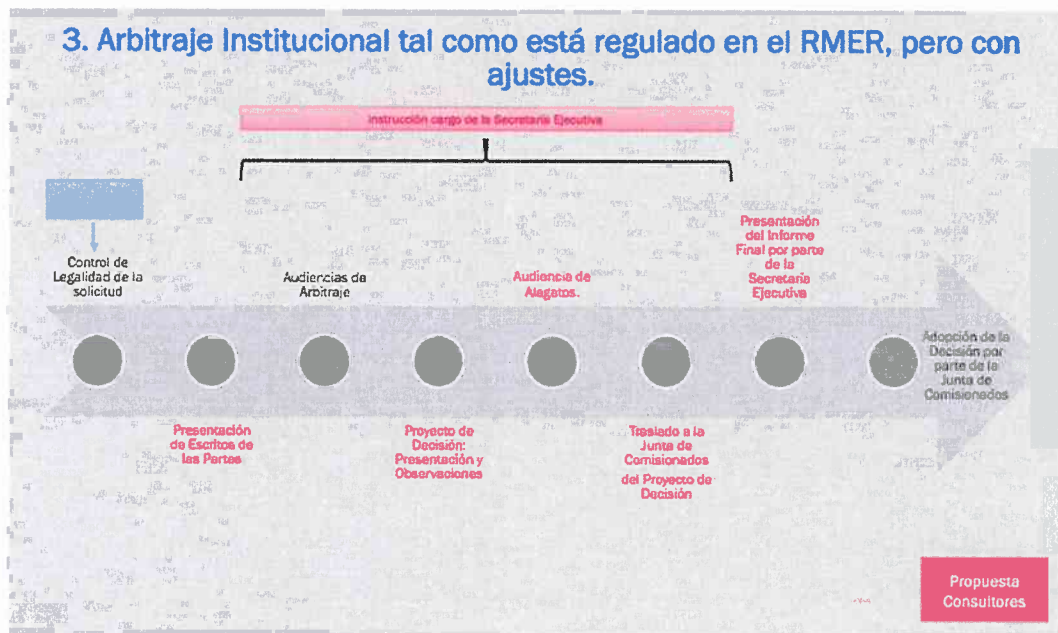 3. Arbitraje Institucional tal como está regulado en el RMER, pero con
ajustes.
Instrucción cargo de la Secretaría Ejecutiva
Control de
Legalidad de la
solicitud
Presentación
de Escritos de
las Partes
Audiencias de
Arbitraje
Proyecto de
Decisión:
Presentación y
Observaciones
Audiencia de
Alegatos.
Traslado a la
Junta de
Comisionados
del Proyecto de
Decisión
Presentación
del Informe
Final por parte
de la
Secretaría
Ejecutiva
Adopción de la
Decisión por
parte de la
Junta de
Comisionados
Propuesta
Consultores